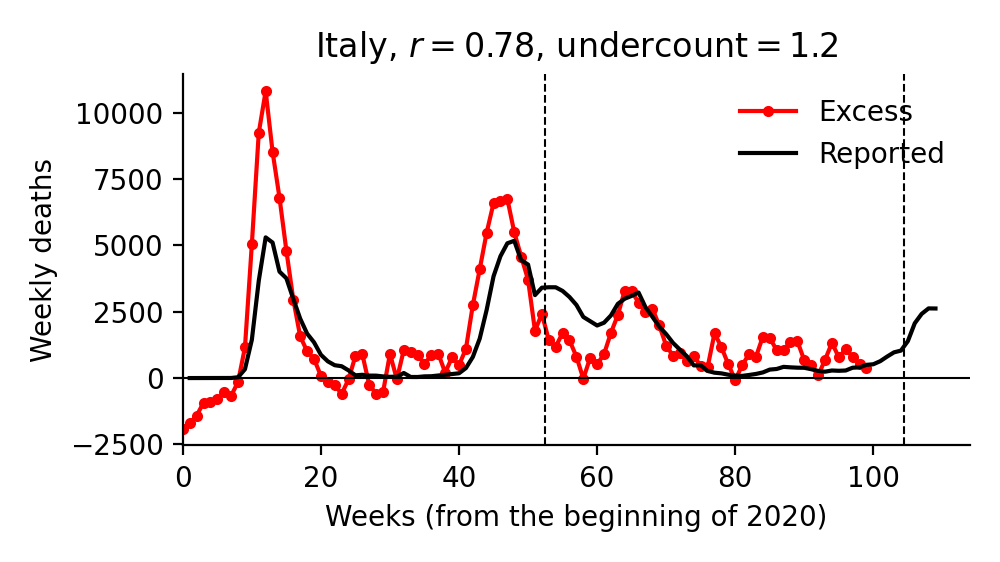 Italy, r = 0.78, undercount = 1.2
Excess
Reported
Weekly deaths
10000
7500
5000
2500
0
−2500
0 20 40 60 80 100
Weeks (from the beginning of 2020)